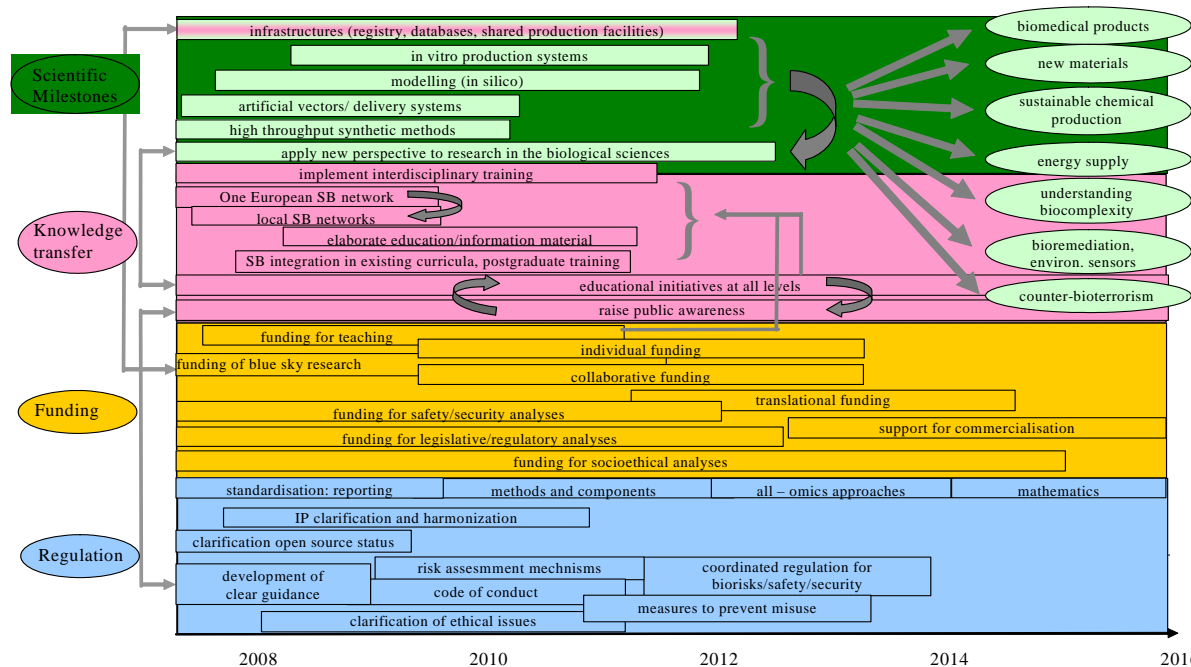 infrastructures (registry, databases, shared production facilities)
in vitro production systems
modelling (in silico)
artificial vectors/ delivery systems
high throughput synthetic methods
apply new perspective to research in the biological sciences
Scientific
Milestones
biomedical products
new materials
sustainable chemical
production
energy supply
understanding
biocomplexity
bioremediation,
environ. sensors
counter-bioterrorism
implement interdisciplinary training
One European SB network
local SB networks
elaborate education/information material
SB integration in existing curricula, postgraduate training
educational initiatives at all levels
raise public awareness
Knowledge
transfer
funding for teaching
individual funding
funding of blue sky research
collaborative funding
translational funding
funding for safety/security analyses
support for commercialisation
funding for legislative/regulatory analyses
funding for socioethical analyses
Funding
standardisation: reporting
methods and components
all – omics approaches
mathematics
IP clarification and harmonization
clarification open source status
Regulation
risk assesmment mechnisms
coordinated regulation for
biorisks/safety/security
development of
clear guidance
code of conduct
measures to prevent misuse
clarification of ethical issues
2008
2010
2012
2014